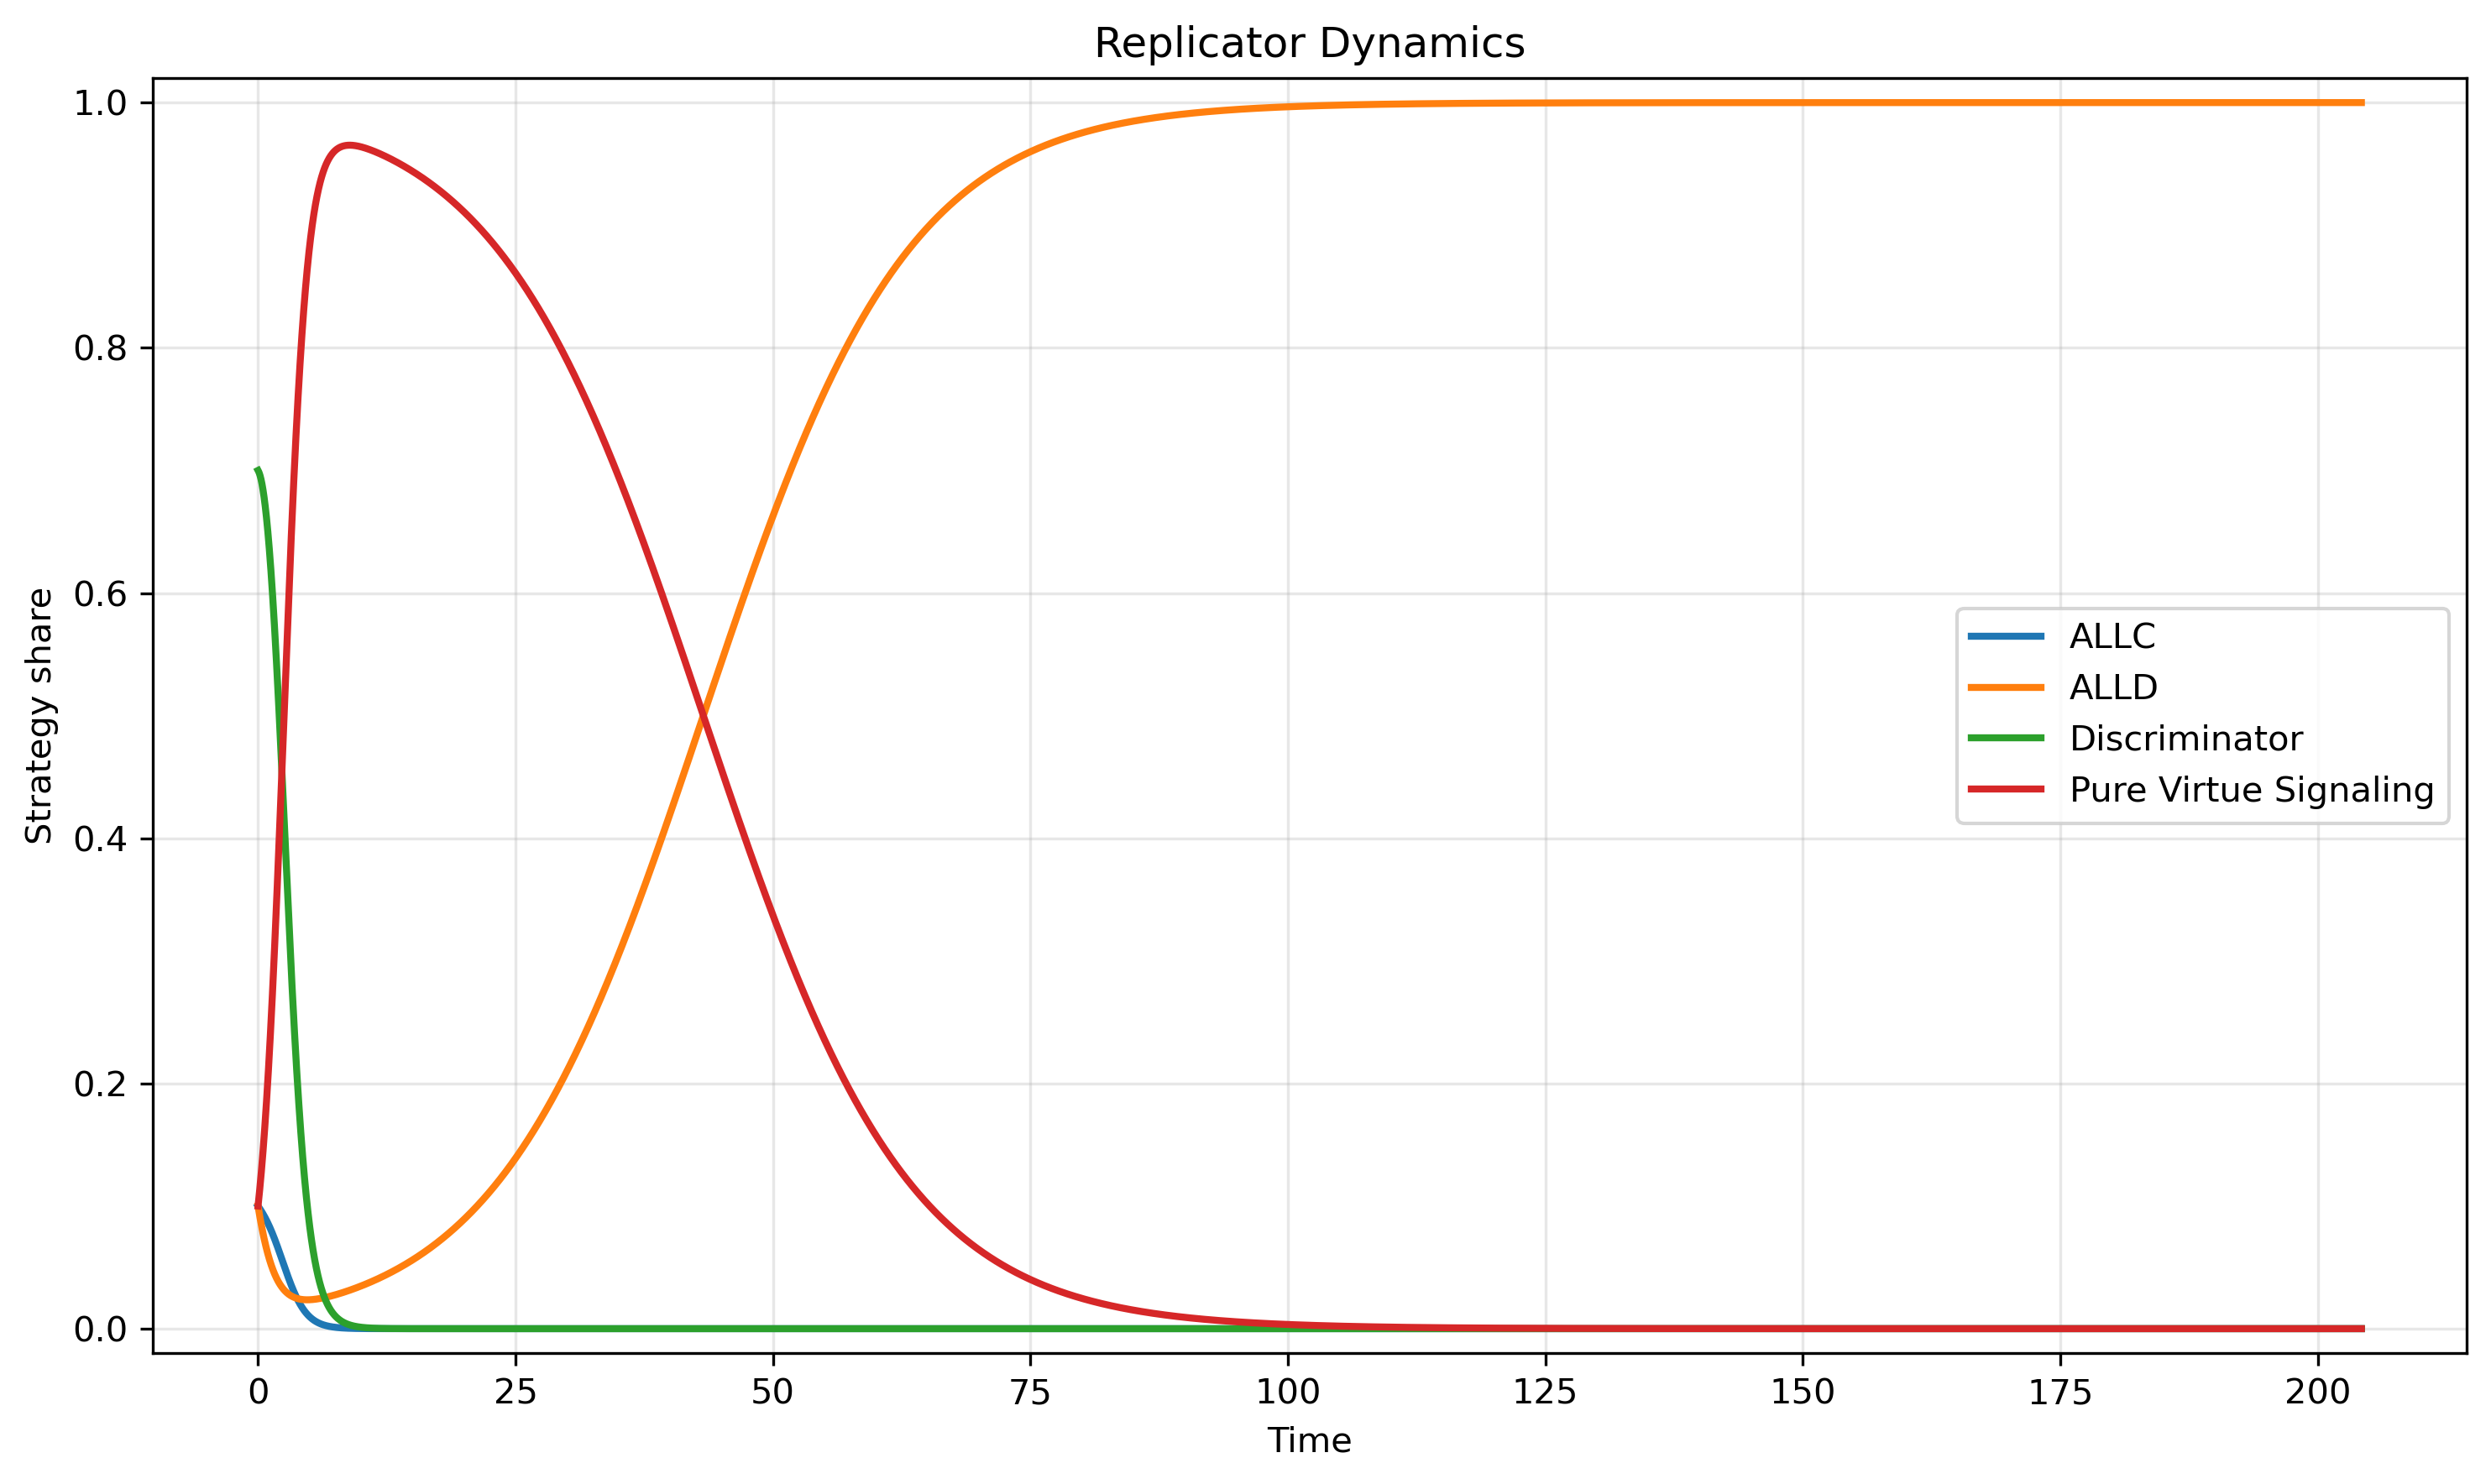 Replicator Dynamics
Strategy share
1.0
0.8
0.6
0.4
0.2
0.0
ALLC
ALLD
Discriminator
Pure Virtue Signaling
0 25 50 75 100 125 150 175 200
Time